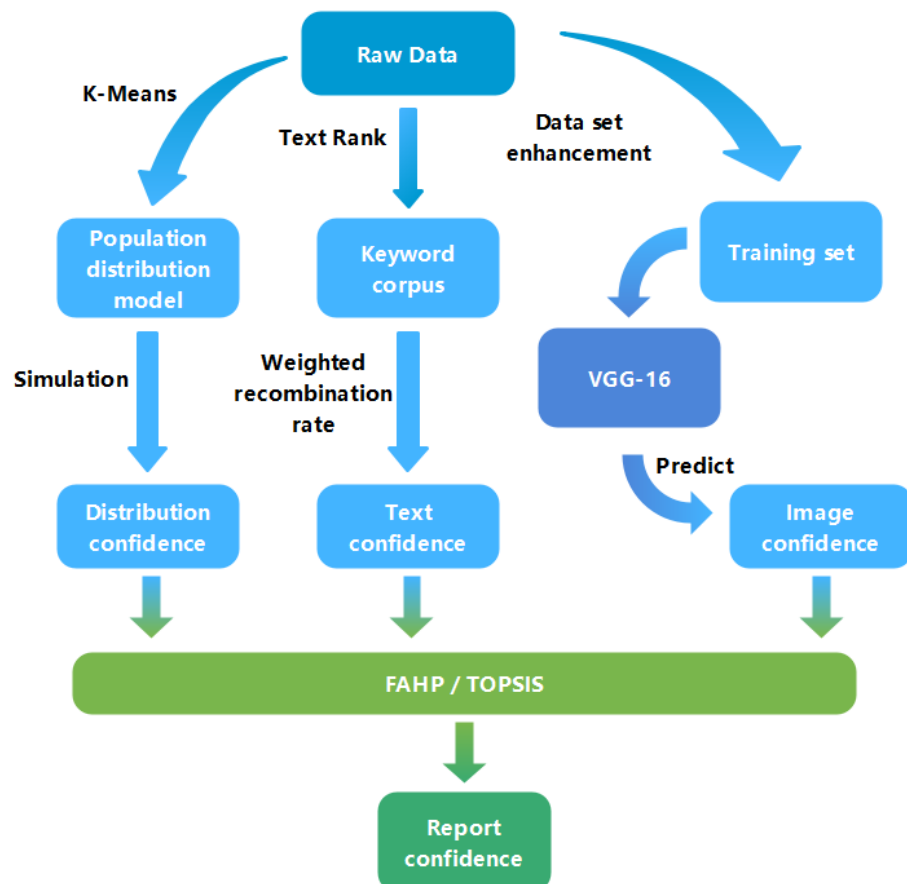 Raw Data
K-Means
Text Rank
Data set
enhancement
Population
distribution
model
Keyword
corpus
Training set
Simulation
Weighted
recombination
rate
VGG-16
Predict
Distribution
confidence
Text
confidence
Image
confidence
FAHP / TOPSIS
Report
confidence